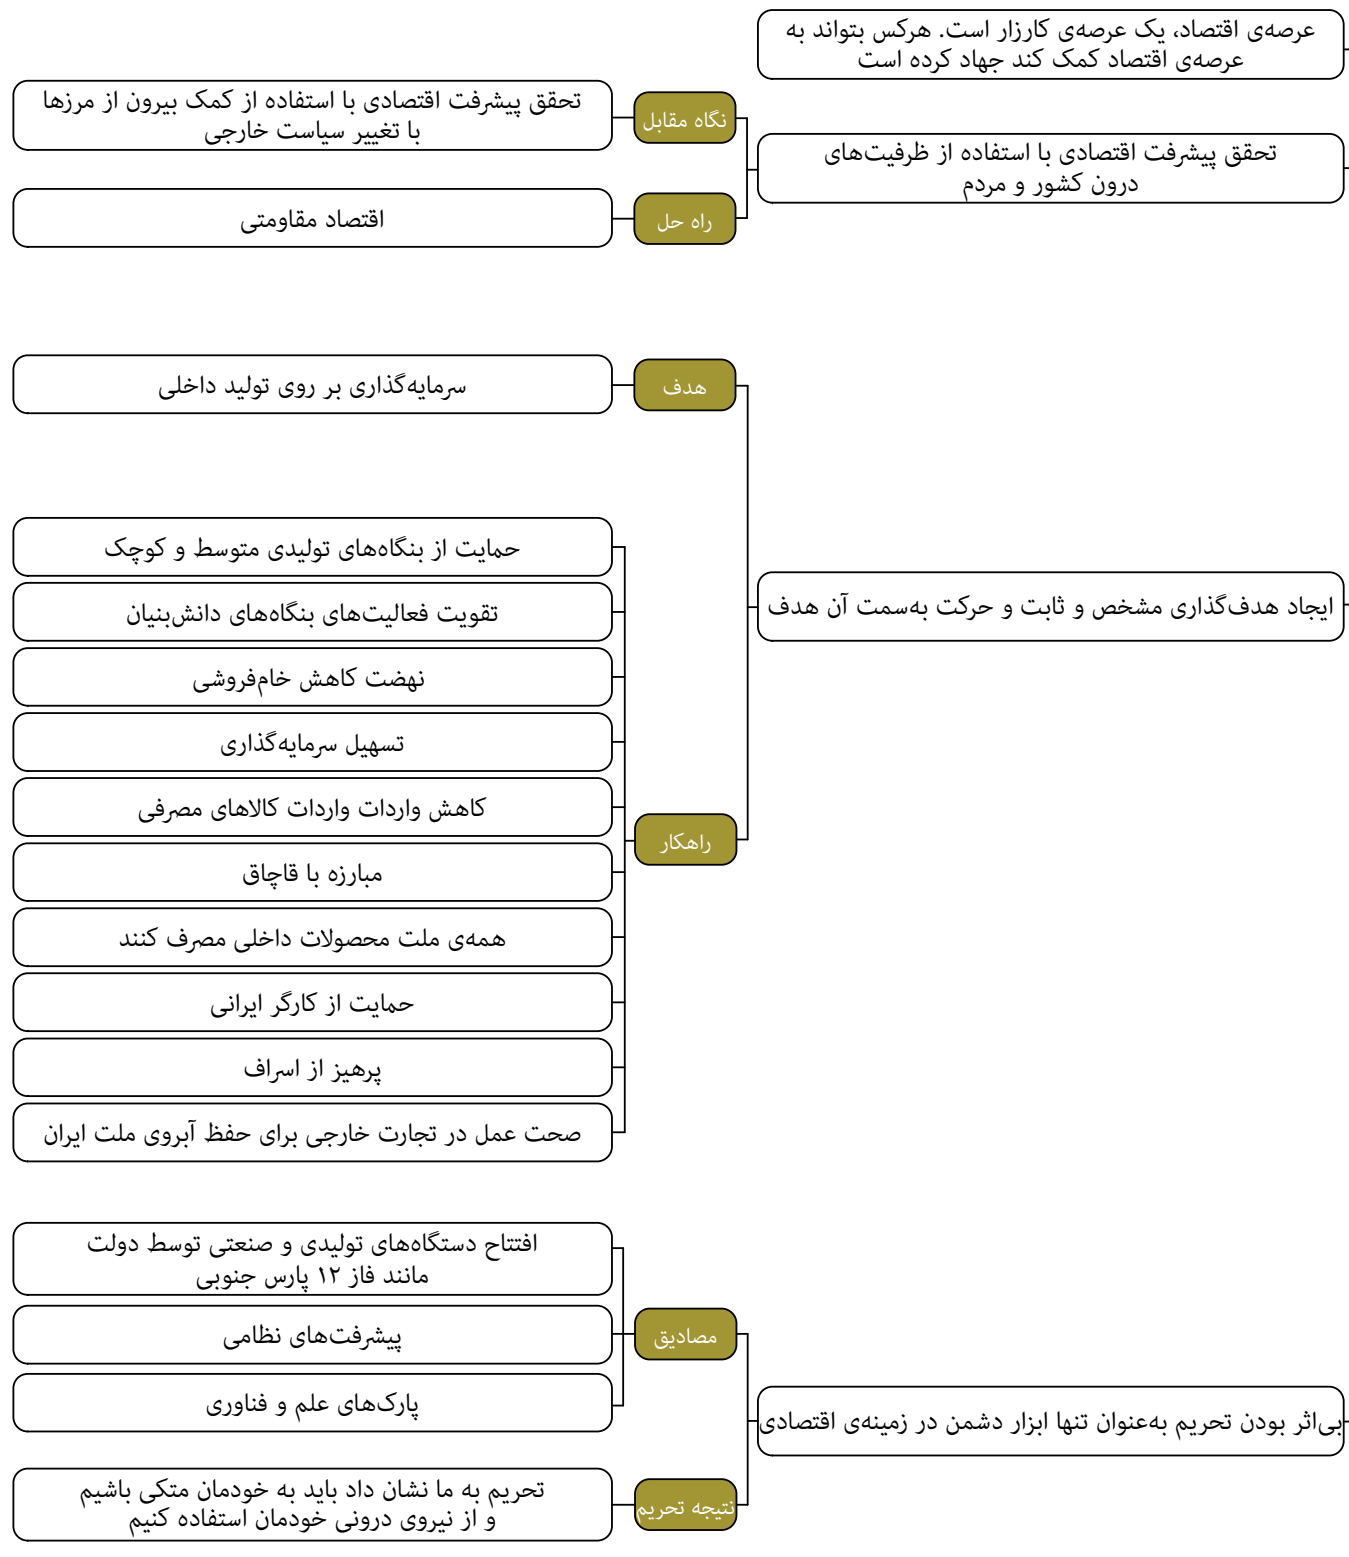 عرصه‌ی اقتصاد، یک عرصه‌ی کارزار است. هرکس بتواند به
عرصه‌ی اقتصاد کمک کند جهاد کرده است
تحقق پیشرفت اقتصادی با استفاده از ظرفیت‌های
درون کشور و مردم
نگاه مقابل
تحقق پیشرفت اقتصادی با استفاده از کمک بیرون از مرزها
با تغییر سیاست خارجی
راه حل
اقتصاد مقاومتی
ایجاد هدف‌گذاری مشخص و ثابت و حرکت به‌سمت آن هدف
هدف
سرمایه‌گذاری بر روی تولید داخلی
راهکار
حمایت از بنگاه‌های تولیدی متوسط و کوچک
تقویت فعالیت‌های بنگاه‌های دانش‌بنیان
نهضت کاهش خام‌فروشی
تسهیل سرمایه‌گذاری
کاهش واردات واردات کالاهای مصرفی
مبارزه با قاچاق
همه‌ی ملت محصولات داخلی مصرف کنند
حمایت از کارگر ایرانی
پرهیز از اسراف
صحت عمل در تجارت خارجی برای حفظ آبروی ملت ایران
بی‌اثر بودن تحریم به‌عنوان تنها ابزار دشمن در زمینه‌ی اقتصادی
مصادیق
افتتاح دستگاه‌های تولیدی و صنعتی توسط دولت
مانند فاز ۱۲ پارس جنوبی
پیشرفت‌های نظامی
پارک‌های علم و فناوری
نتیجه تحریم
تحریم به ما نشان داد باید به خودمان متکی باشیم
و از نیروی درونی خودمان استفاده کنیم